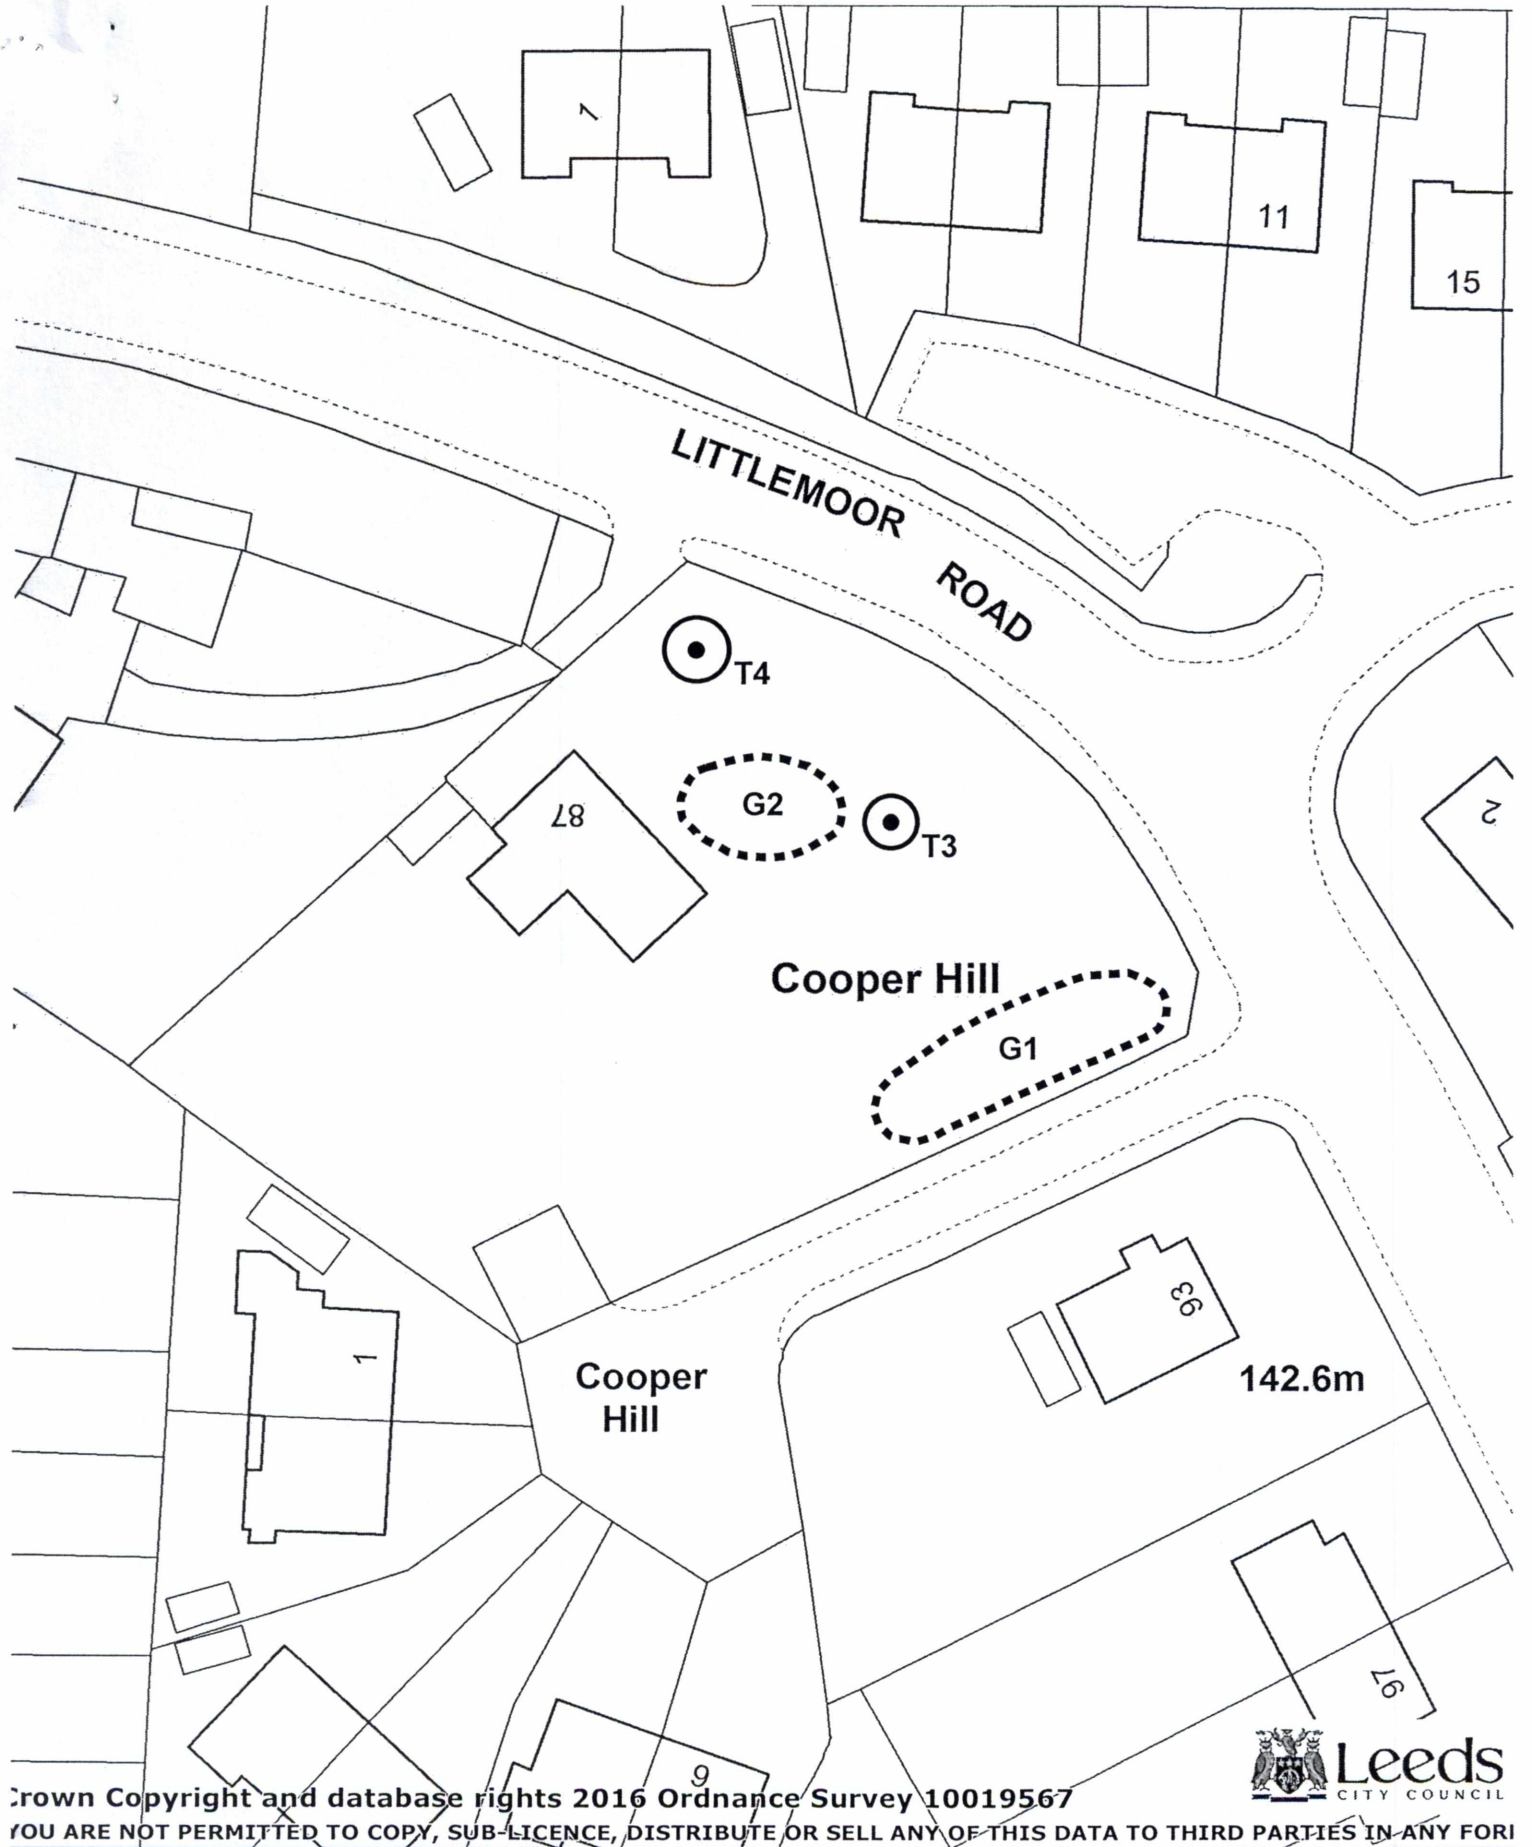 1
11
15
LITTLEMOOR
ROAD
T4
87
G2
T3
2
Cooper Hill
G1
93
1
Cooper
Hill
142.6m
97
9
Leeds
CITY COUNCIL
Crown Copyright and database rights 2016 Ordnance Survey 10019567
YOU ARE NOT PERMITTED TO COPY, SUB-LICENCE, DISTRIBUTE OR SELL ANY OF THIS DATA TO THIRD PARTIES IN ANY